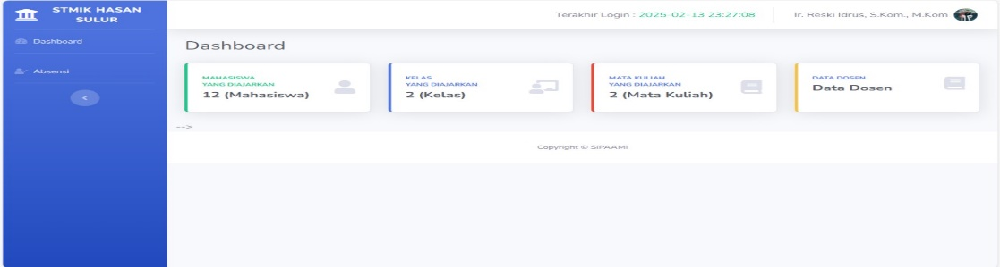 STMIK HASAN
SULUR
Dashboard
Absensi
Terakhir Login : 2025-02-13 23:27:08
Ir. Reski Idrus, S.Kom., M.Kom
Dashboard
MAHASISWA
YANG DIAJARKAN
12 (Mahasiswa)
KELAS
YANG DIAJARKAN
2 (Kelas)
MATA KULIAH
YANG DIAJARKAN
2 (Mata Kuliah)
DATA DOSEN
Data Dosen
-->
Copyright © SiPAAMI